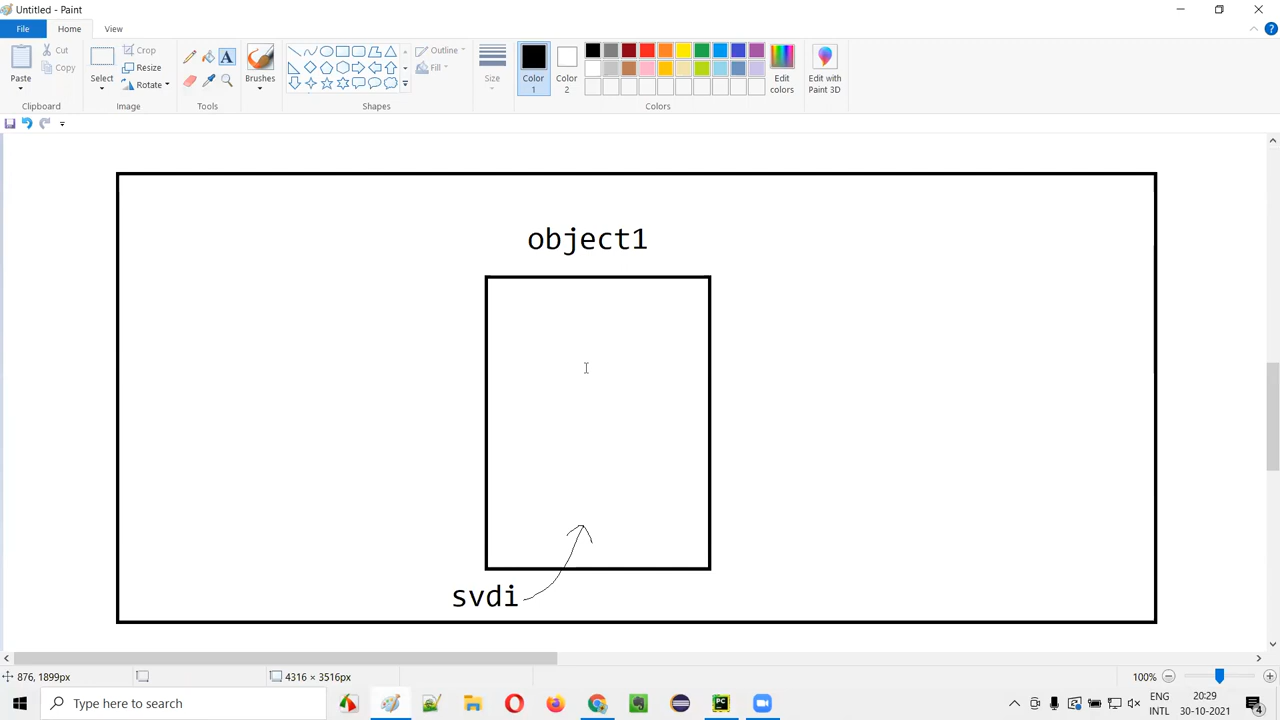 Untitled - Paint
File Home View
Paste
Cut
Copy
Clipboard
Select
Crop
Resize
Rotate
Image
Tools
Brushes
Shapes
Outline
Fill
Size
Color
1
Color
2
Edit
colors
Colors
Edit with
Paint 3D
object1
svdi
876, 1899px
4316 × 3516px
100%
Type here to search
PC
ENG
INTL
20:29
30-10-2021
4